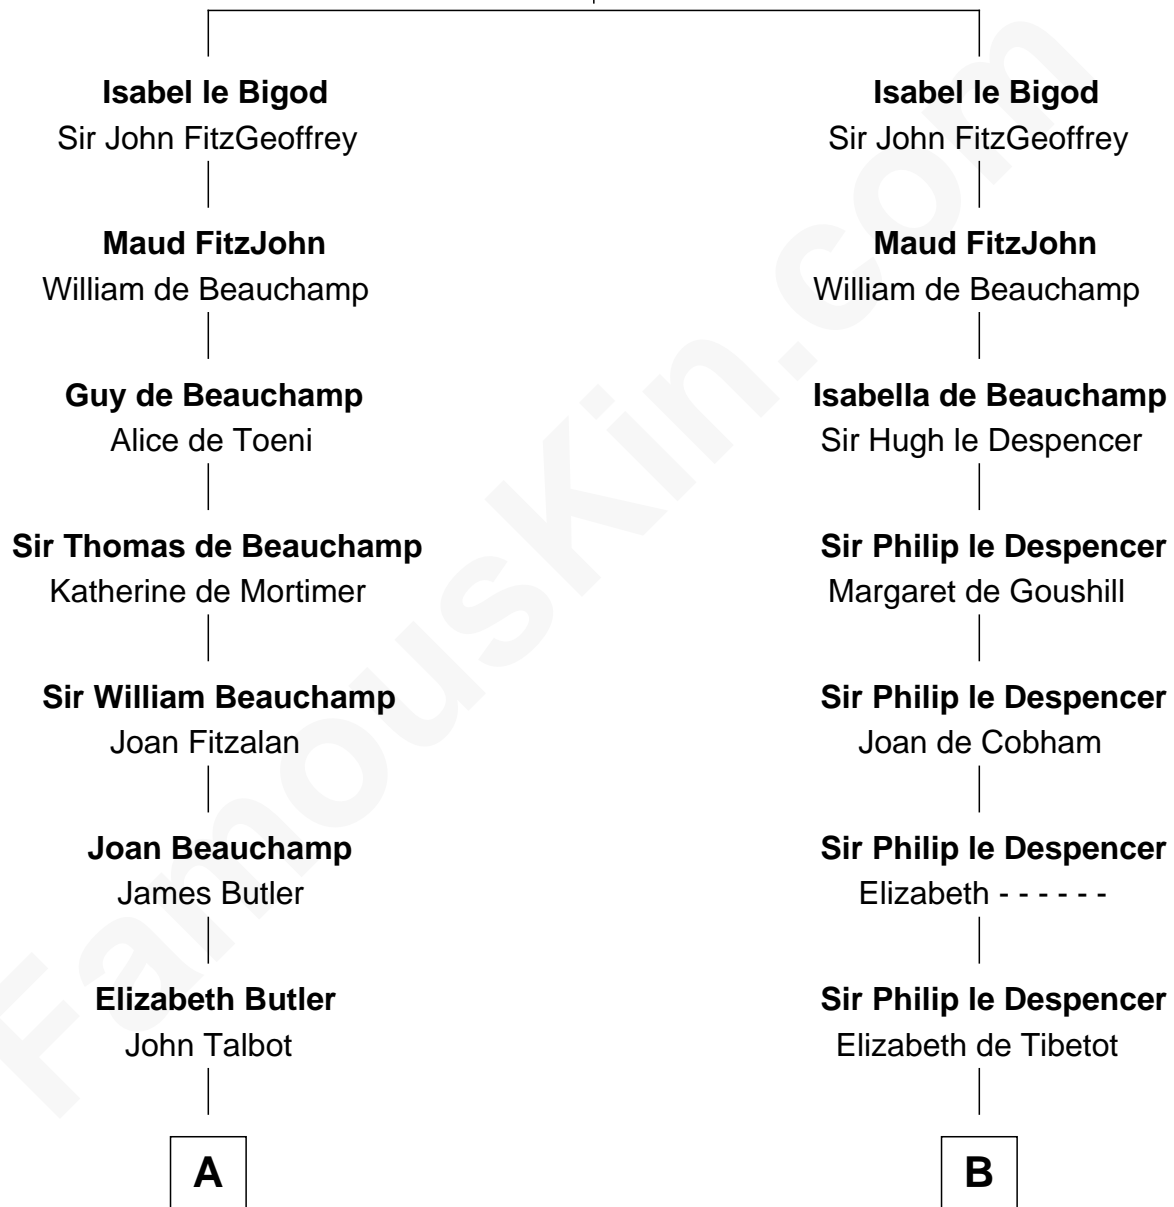 Isabel le Bigod
Sir John FitzGeoffrey
Maud FitzJohn
William de Beauchamp
Guy de Beauchamp
Alice de Toeni
Sir Thomas de Beauchamp
Katherine de Mortimer
Sir William Beauchamp
Joan Fitzalan
Joan Beauchamp
James Butler
Elizabeth Butler
John Talbot
A
Isabel le Bigod
Sir John FitzGeoffrey
Maud FitzJohn
William de Beauchamp
Isabella de Beauchamp
Sir Hugh le Despencer
Sir Philip le Despencer
Margaret de Goushill
Sir Philip le Despencer
Joan de Cobham
Sir Philip le Despencer
Elizabeth - - - - - -
Sir Philip le Despencer
Elizabeth de Tibetot
B
FamousKin.com